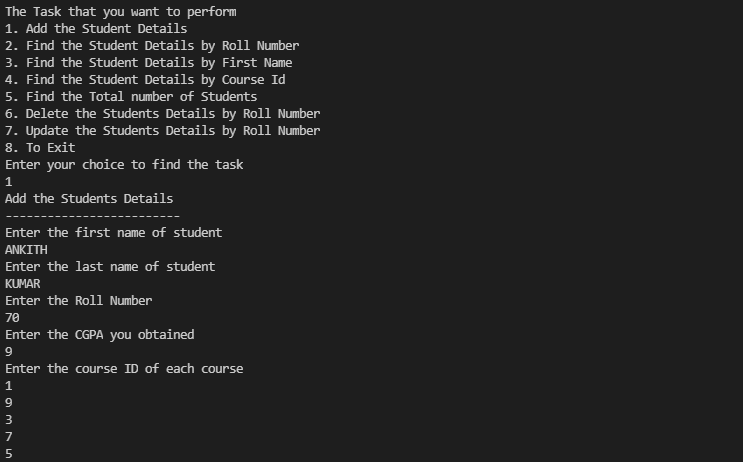 The Task that you want to perform
1. Add the Student Details
2. Find the Student Details by Roll Number
3. Find the Student Details by First Name
4. Find the Student Details by Course Id
5. Find the Total number of Students
6. Delete the Students Details by Roll Number
7. Update the Students Details by Roll Number
8. To Exit
Enter your choice to find the task
1
Add the Students Details
-------------------------
Enter the first name of student
ANKITH
Enter the last name of student
KUMAR
Enter the Roll Number
70
Enter the CGPA you obtained
9
Enter the course ID of each course
1
9
3
7
5